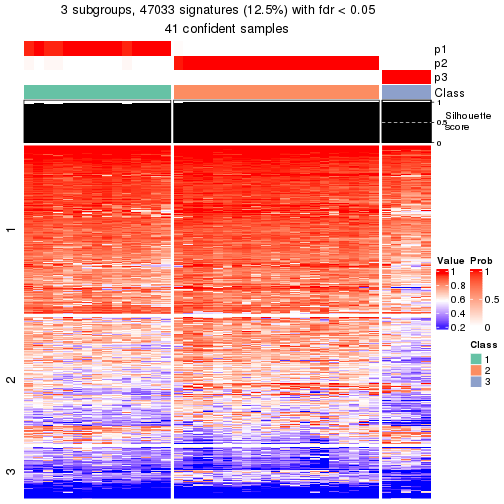 3 subgroups, 47033 signatures (12.5%) with fdr < 0.05
41 confident samples
p1
p2
p3
Class
1
0.5
0
Silhouette
score
1
2
3
Value Prob
1 1
0.8
0.6 0.5
0.4
0.2 0
Class
1
2
3